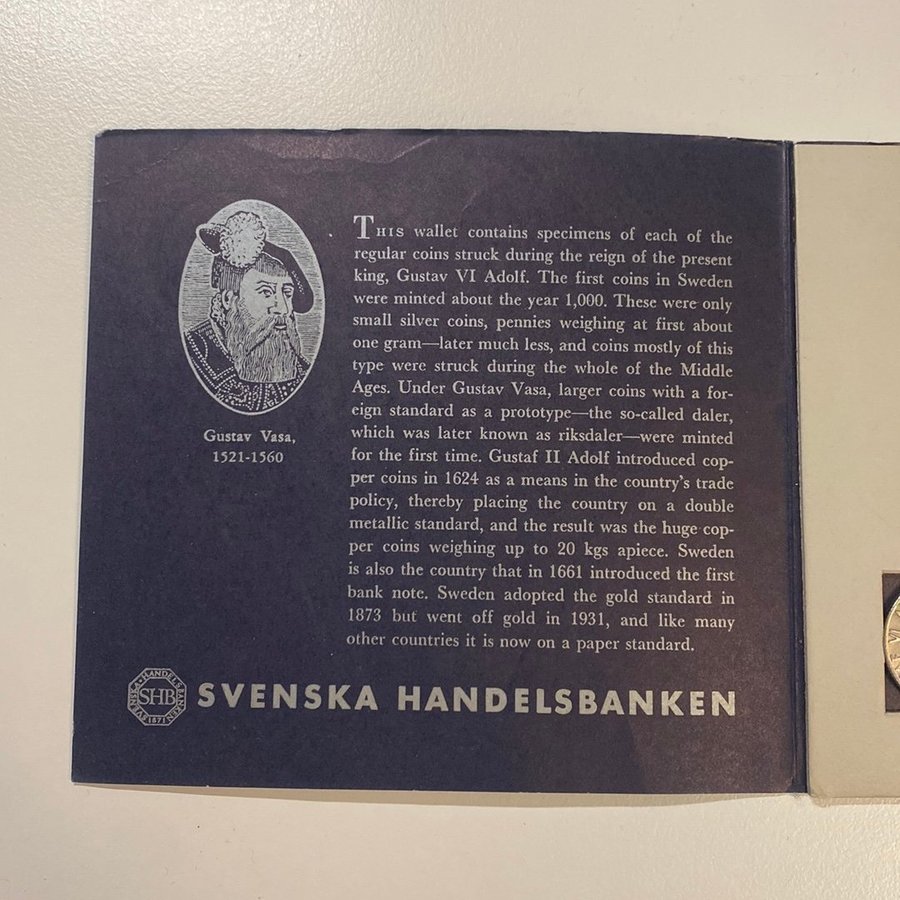 THIS wallet contains specimens of each of the
regular coins struck during the reign of the present
king, Gustav VI Adolf. The first coins in Sweden
were minted about the year 1,000. These were only
small silver coins, pennies weighing at first about
one gram—later much less, and coins mostly of this
type were struck during the whole of the Middle
Ages. Under Gustav Vasa, larger coins with a for-
eign standard as a prototype—the so-called daler,
which was later known as riksdaler—were minted
for the first time. Gustaf II Adolf introduced cop-
per coins in 1624 as a means in the country's trade
policy, thereby placing the country on a double
metallic standard, and the result was the huge cop-
per coins weighing up to 20 kgs apiece. Sweden
is also the country that in 1661 introduced the first
bank note. Sweden adopted the gold standard in
1873 but went off gold in 1931, and like many
other countries it is now on a paper standard.
Gustav Vasa,
1521-1560
SVENSKA HANDELSBANKEN 1871
SHB
SVENSKA HANDELSBANKEN